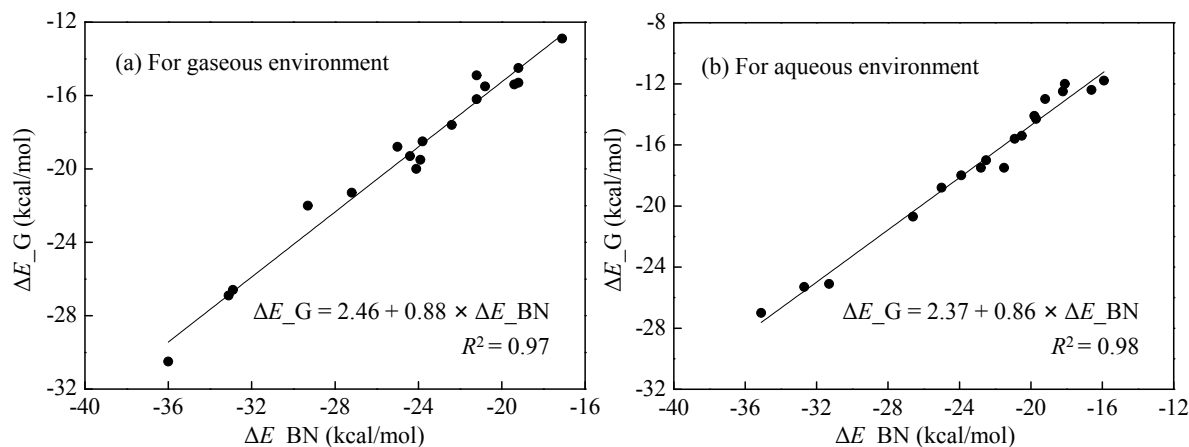 (a) For gaseous environment
ΔE_G (kcal/mol)
-12
-16
-20
-24
-28
-32
ΔE_G = 2.46 + 0.88 × ΔE_BN
R² = 0.97
-40 -36 -32 -28 -24 -20 -16
ΔE_BN (kcal/mol)
(b) For aqueous environment
ΔE_G (kcal/mol)
-8
-12
-16
-20
-24
-28
-32
ΔE_G = 2.37 + 0.86 × ΔE_BN
R² = 0.98
-40 -36 -32 -28 -24 -20 -16 -12
ΔE_BN (kcal/mol)